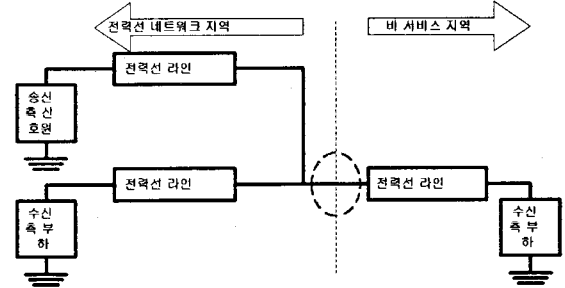 전력선 네트워크 지역
바 서비스 지역
전력선 라인
송신
측 산
호원
전력선 라인
전력선 라인
수신
측 부
하
수신
측 부
하